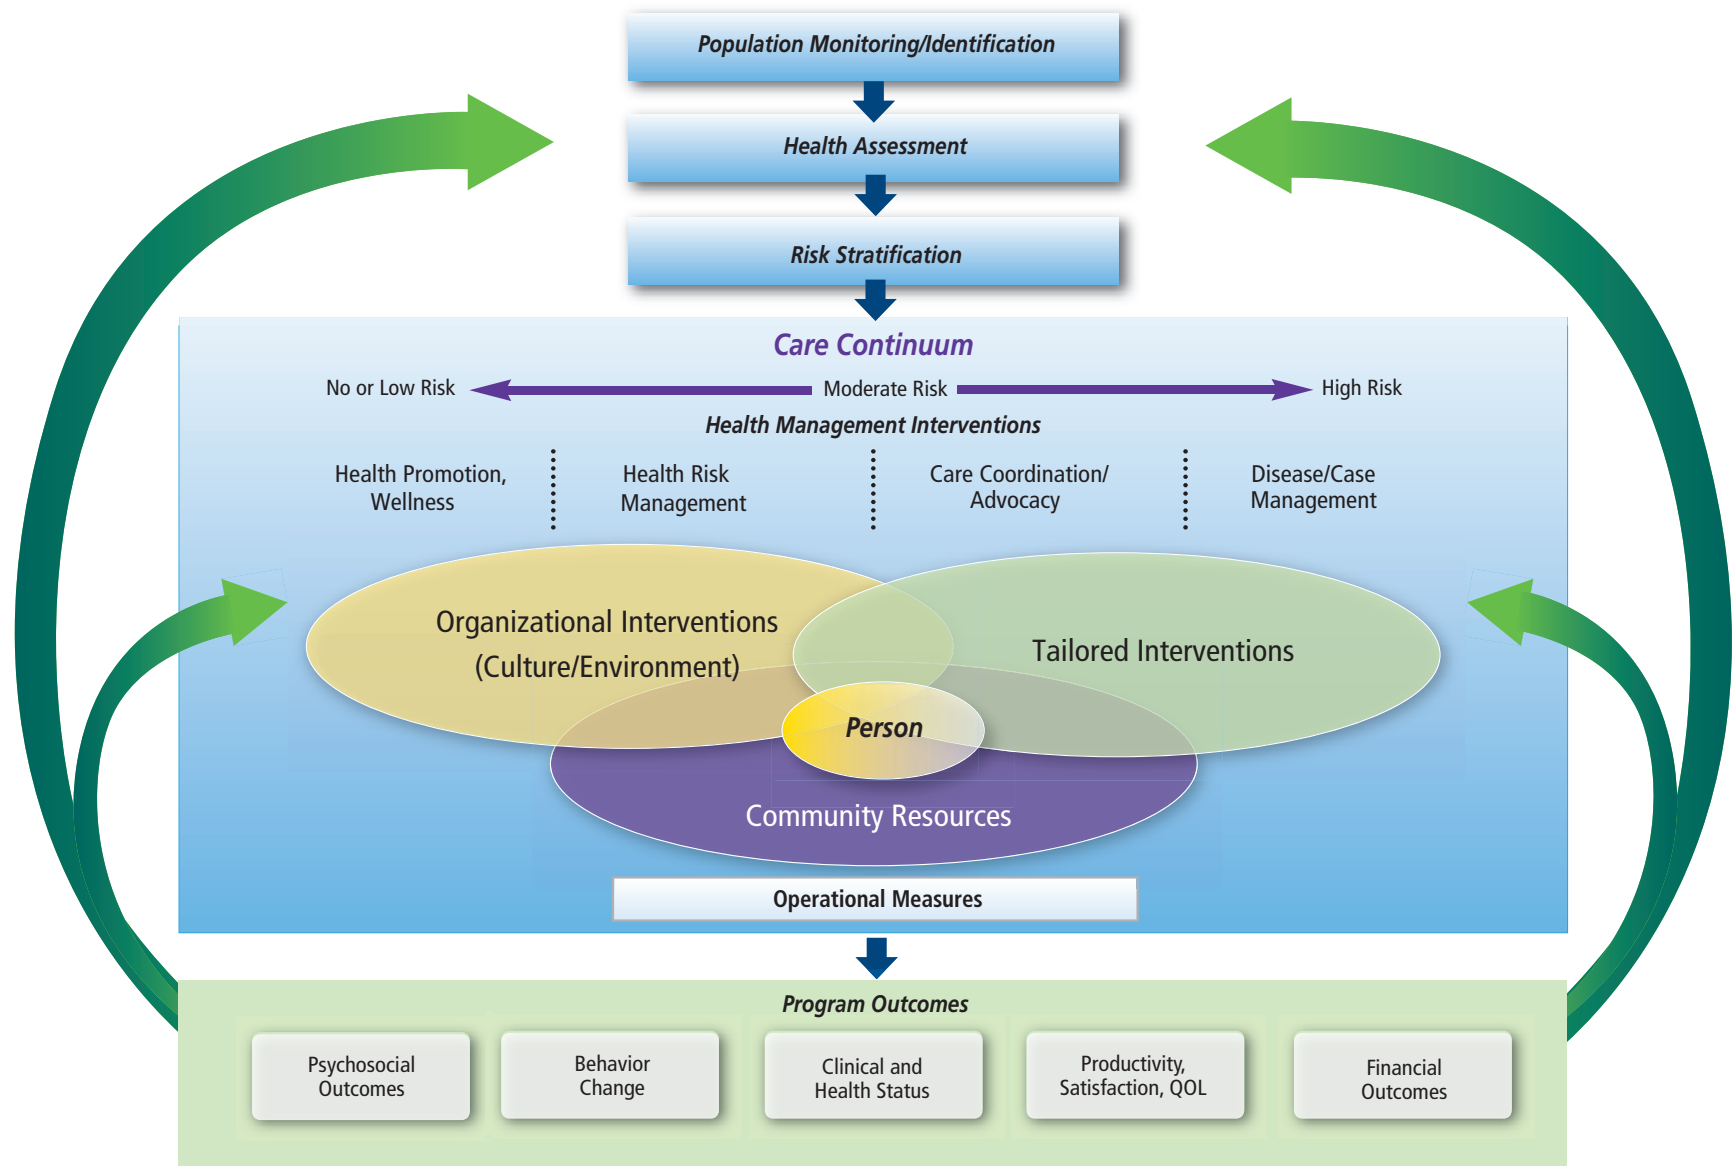 Population Monitoring/Identification
Health Assessment
Risk Stratification
Care Continuum
No or Low Risk
Moderate Risk
High Risk
Health Management Interventions
Health Promotion,
Wellness
Health Risk
Management
Care Coordination/
Advocacy
Disease/Case
Management
Organizational Interventions
(Culture/Environment)
Tailored Interventions
Person
Community Resources
Operational Measures
Program Outcomes
Psychosocial
Outcomes
Behavior
Change
Clinical and
Health Status
Productivity,
Satisfaction, QOL
Financial
Outcomes